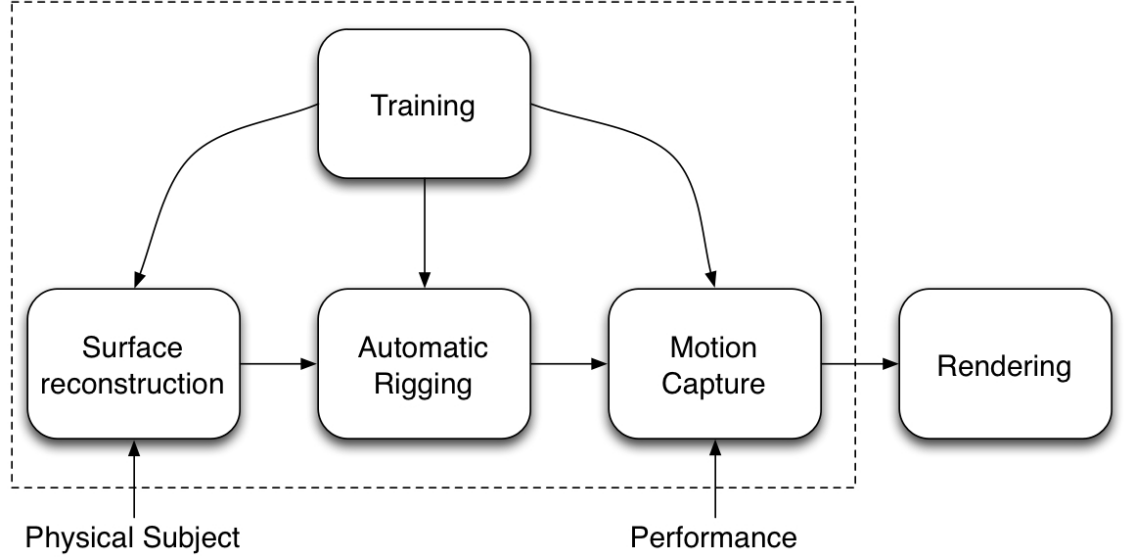 Training
Surface
reconstruction
Automatic
Rigging
Motion
Capture
Rendering
Physical Subject
Performance